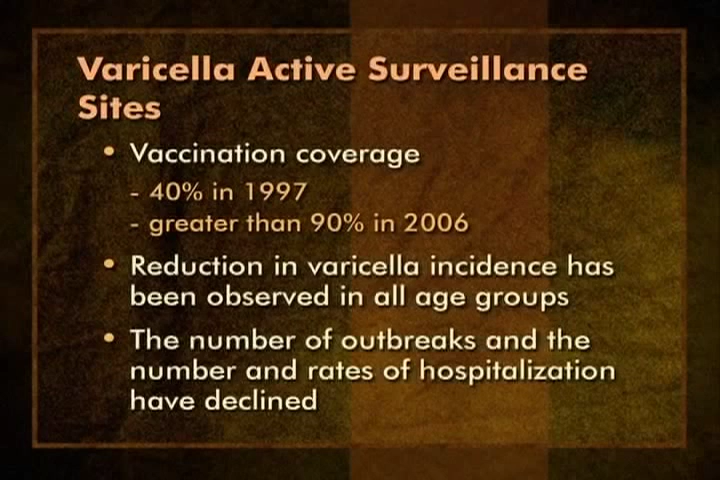 Varicella Active Surveillance
Sites
• Vaccination coverage
- 40% in 1997
- greater than 90% in 2006
• Reduction in varicella incidence has
been observed in all age groups
• The number of outbreaks and the
number and rates of hospitalization
have declined